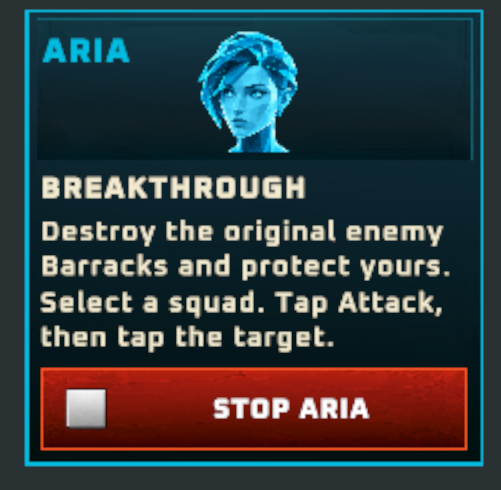 ARIA
BREAKTHROUGH
Destroy the original enemy
Barracks and protect yours.
Select a squad. Tap Attack,
then tap the target.
STOP ARIA